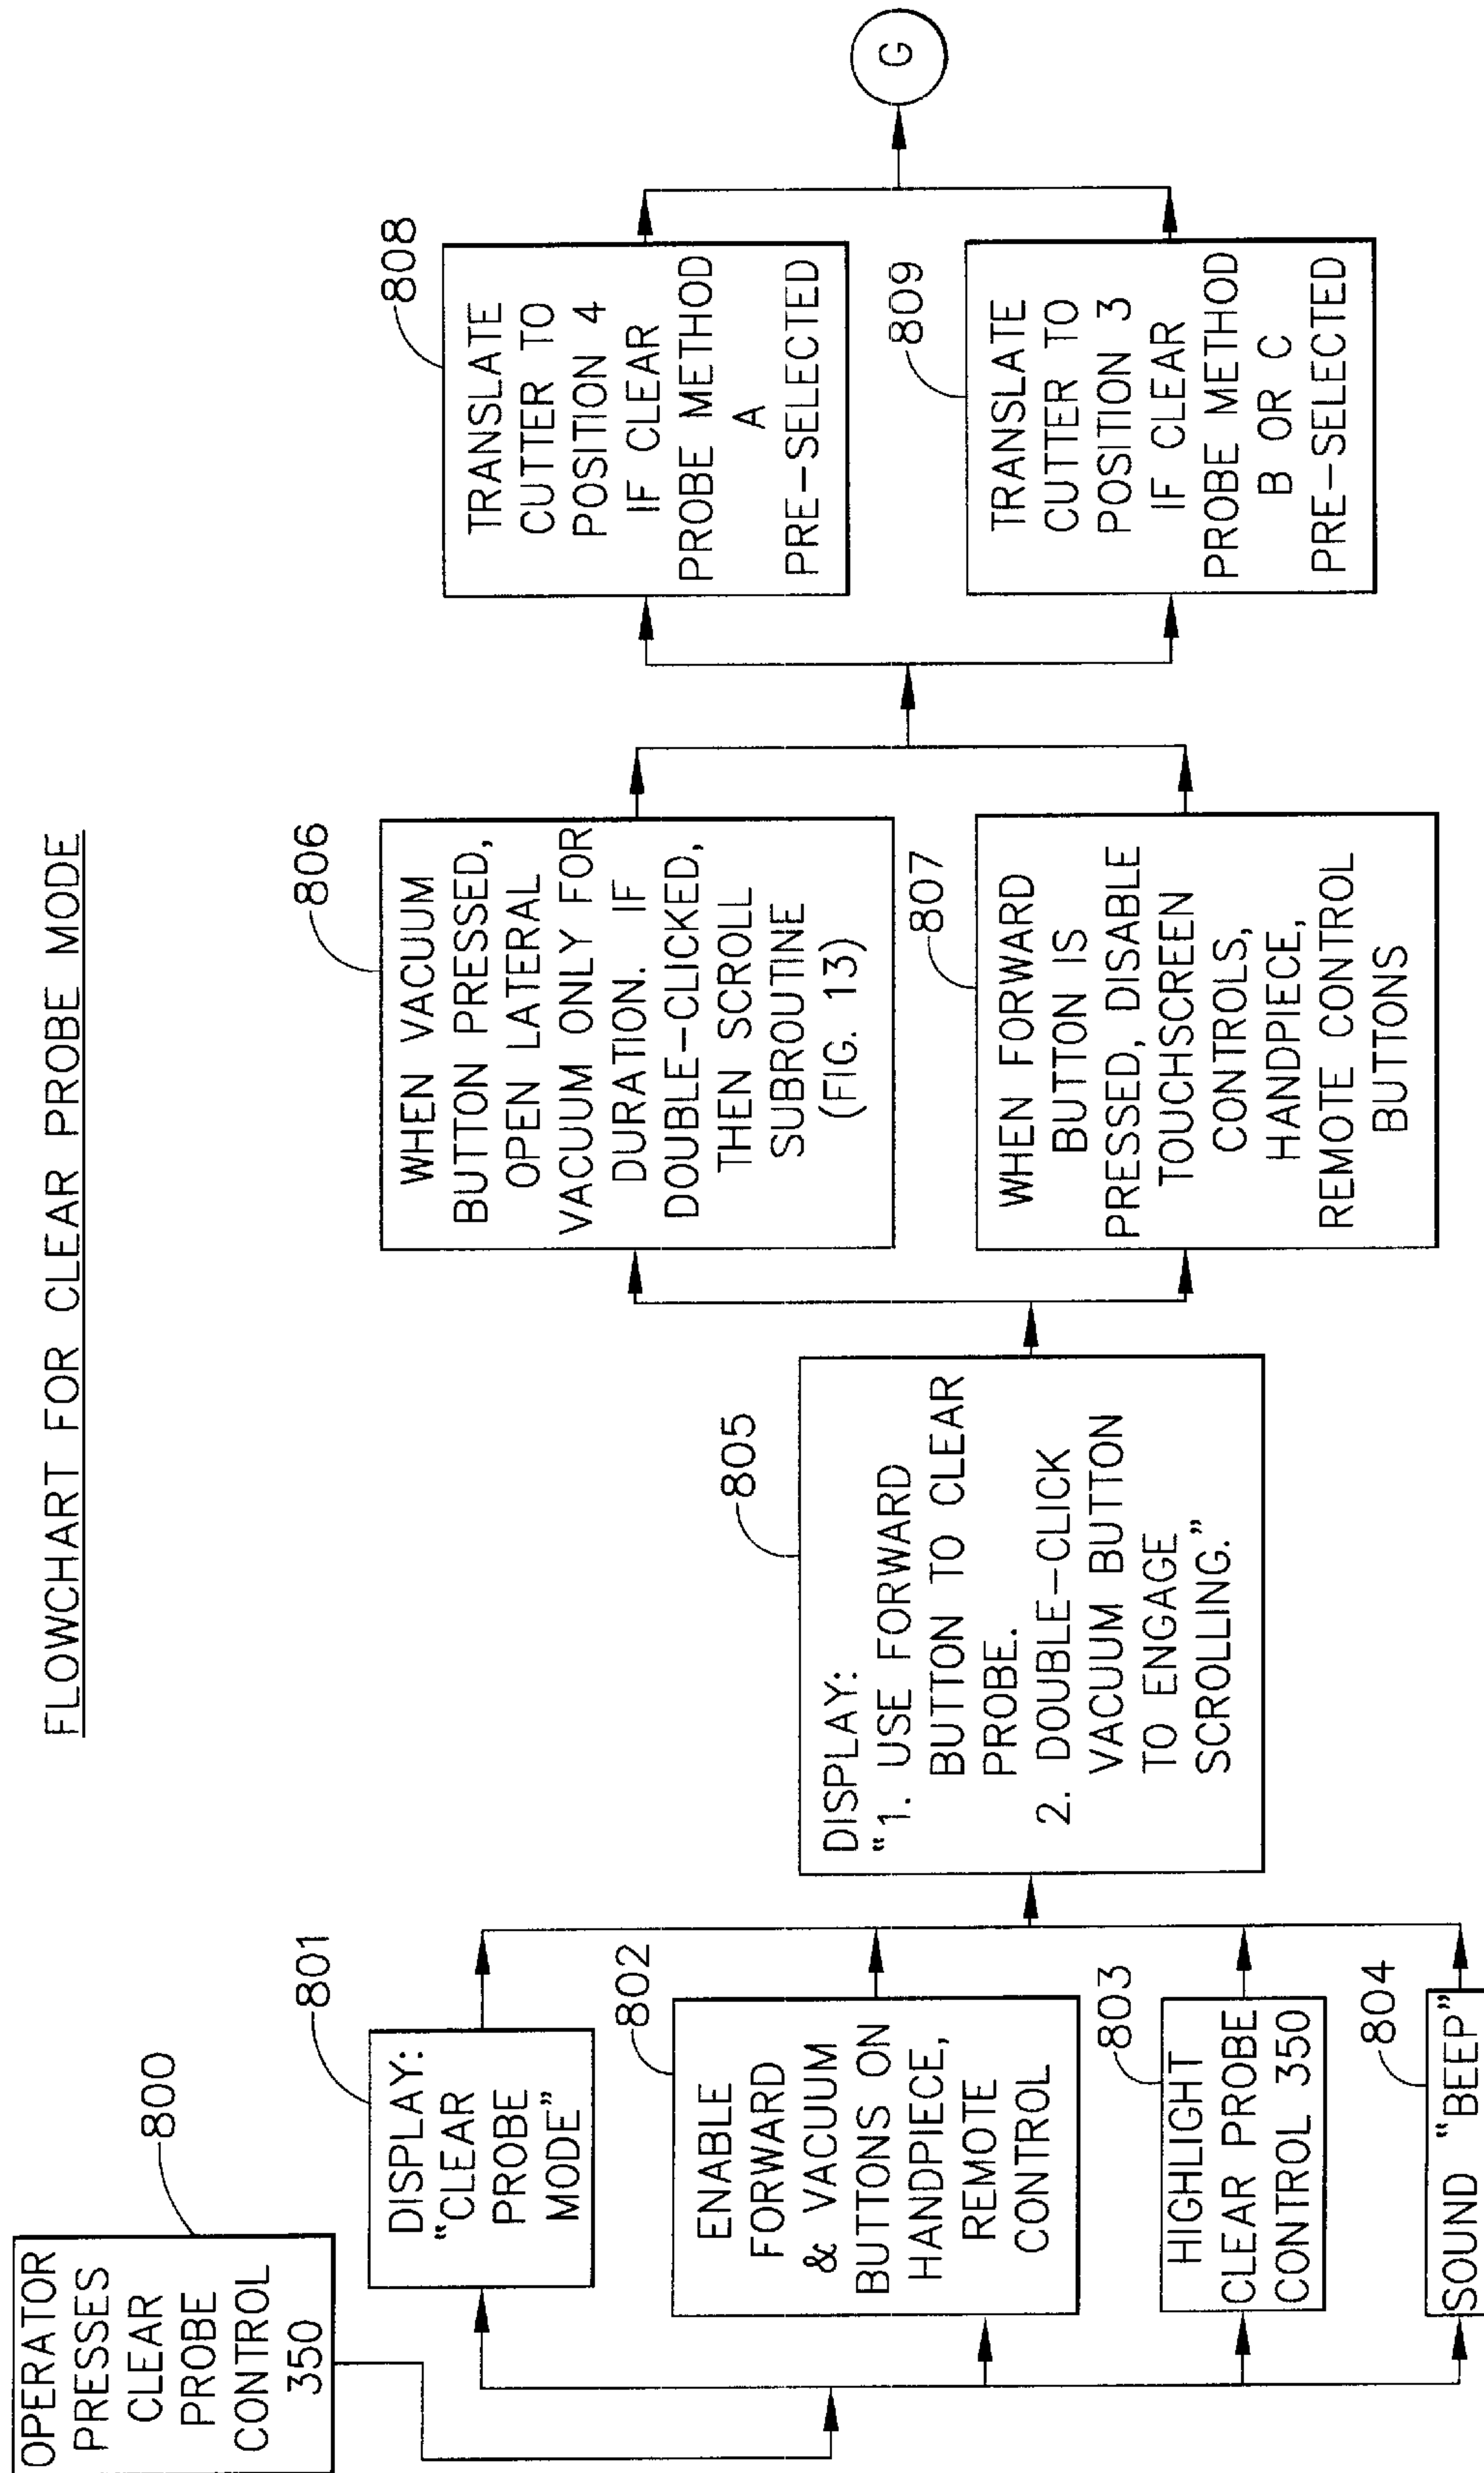 FLOWCHART FOR CLEAR PROBE MODE
800
OPERATOR
PRESSES
CLEAR
PROBE
CONTROL
350
801
DISPLAY:
"CLEAR
PROBE
MODE"
802
ENABLE
FORWARD
& VACUUM
BUTTONS ON
HANDPIECE,
REMOTE
CONTROL
803
HIGHLIGHT
CLEAR PROBE
CONTROL 350
804
SOUND "BEEP"
805
DISPLAY:
"1. USE FORWARD
BUTTON TO CLEAR
PROBE.
2. DOUBLE-CLICK
VACUUM BUTTON
TO ENGAGE
SCROLLING."
806
WHEN VACUUM
BUTTON PRESSED,
OPEN LATERAL
VACUUM ONLY FOR
DURATION. IF
DOUBLE-CLICKED,
THEN SCROLL
SUBROUTINE
(FIG. 13)
807
WHEN FORWARD
BUTTON IS
PRESSED, DISABLE
TOUCHSCREEN
CONTROLS,
HANDPIECE,
REMOTE CONTROL
BUTTONS
808
TRANSLATE
CUTTER TO
POSITION 4
IF CLEAR
PROBE METHOD
A
PRE-SELECTED
809
TRANSLATE
CUTTER TO
POSITION 3
IF CLEAR
PROBE METHOD
B OR C
PRE-SELECTED
G